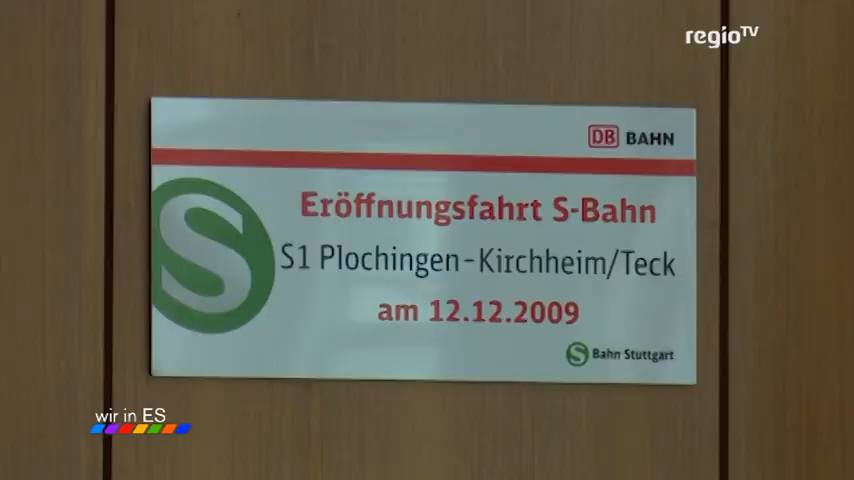 regioTV
DB BAHN
Eröffnungsfahrt S-Bahn
S
S1 Plochingen-Kirchheim/Teck
am 12.12.2009
S Bahn Stuttgart
wir in ES